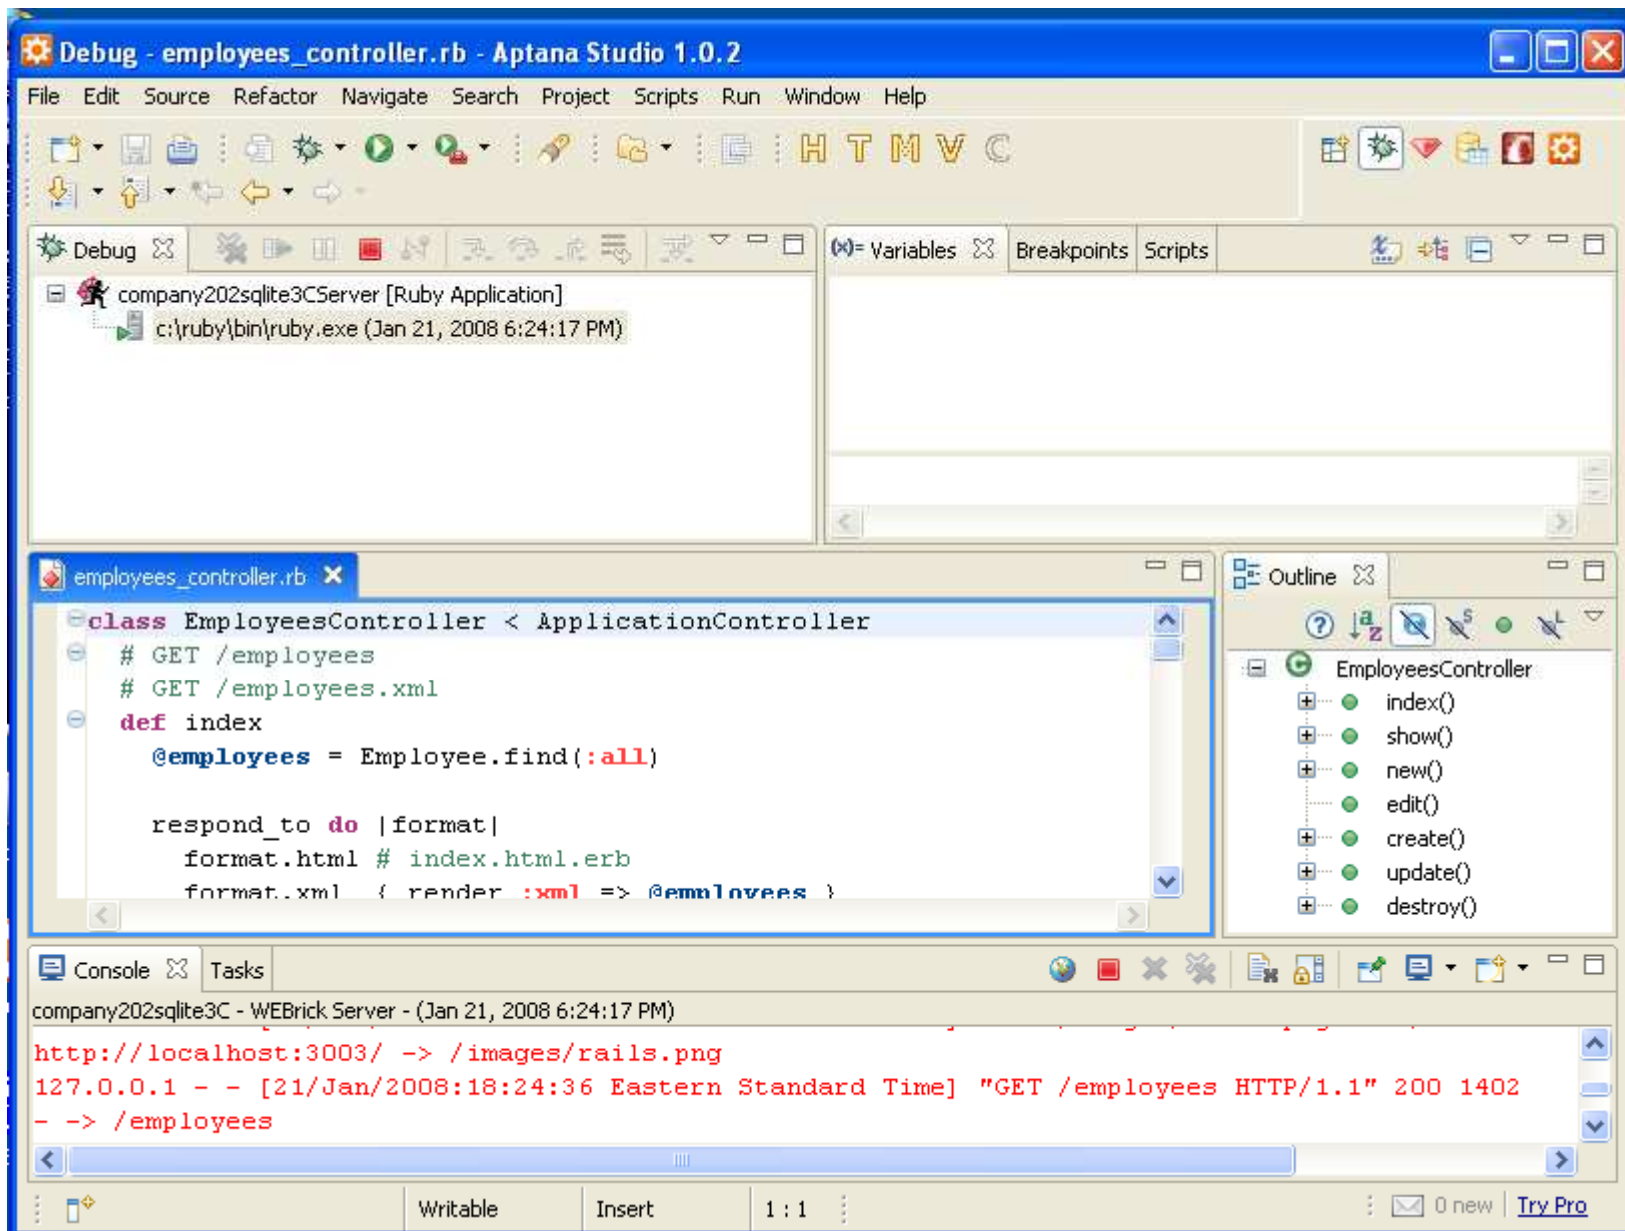 Debug - employees_controller.rb - Aptana Studio 1.0.2
File Edit Source Refactor Navigate Search Project Scripts Run Window Help
H T M V C
Debug
(x)= Variables Breakpoints Scripts
company202sqlite3CServer [Ruby Application]
c:\ruby\bin\ruby.exe (Jan 21, 2008 6:24:17 PM)
employees_controller.rb
Outline
class EmployeesController < ApplicationController
# GET /employees
# GET /employees.xml
def index
@employees = Employee.find(:all)
respond_to do |format|
format.html # index.html.erb
format.xml { render :xml => @employees }
EmployeesController
index()
show()
new()
edit()
create()
update()
destroy()
Console Tasks
company202sqlite3C - WEBrick Server - (Jan 21, 2008 6:24:17 PM)
http://localhost:3003/ -> /images/rails.png
127.0.0.1 - - [21/Jan/2008:18:24:36 Eastern Standard Time] "GET /employees HTTP/1.1" 200 1402
- -> /employees
Writable Insert 1 : 1 0 new Try Pro